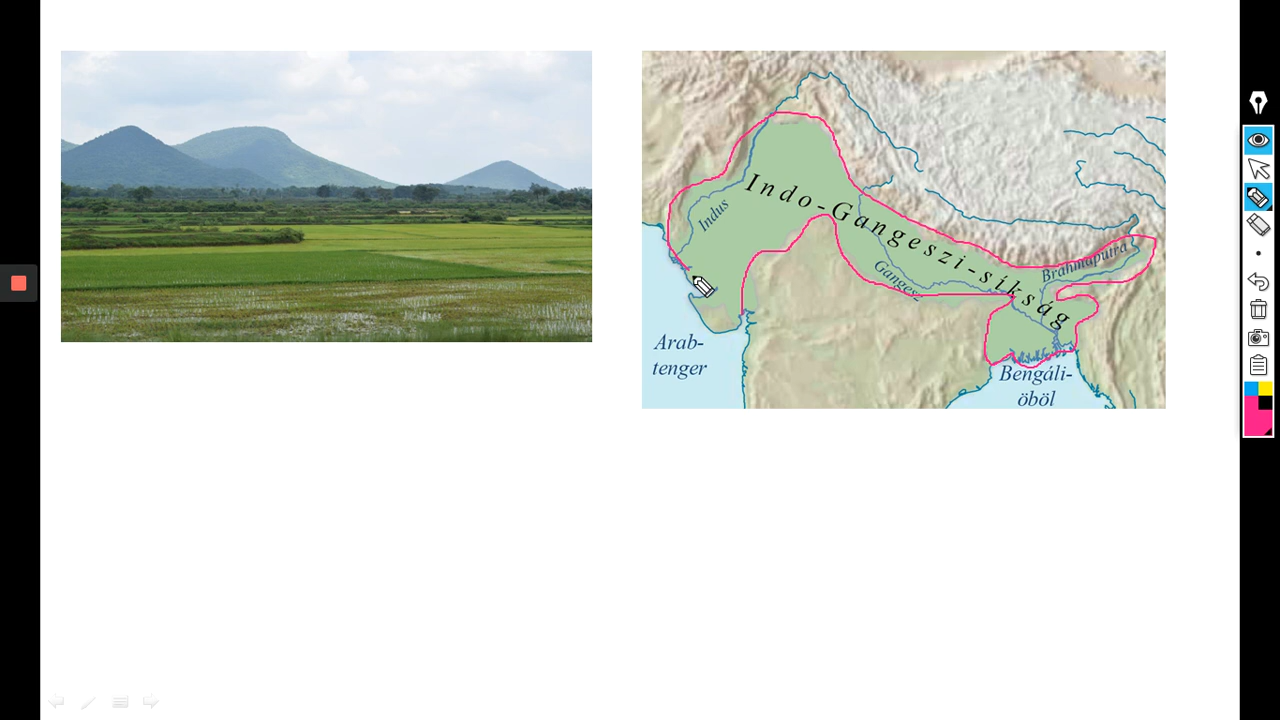 Indo-Gangeszi-síkság
Indus
Gangesz
Brahmaputra
Arab-
tenger
Bengáli-
öböl